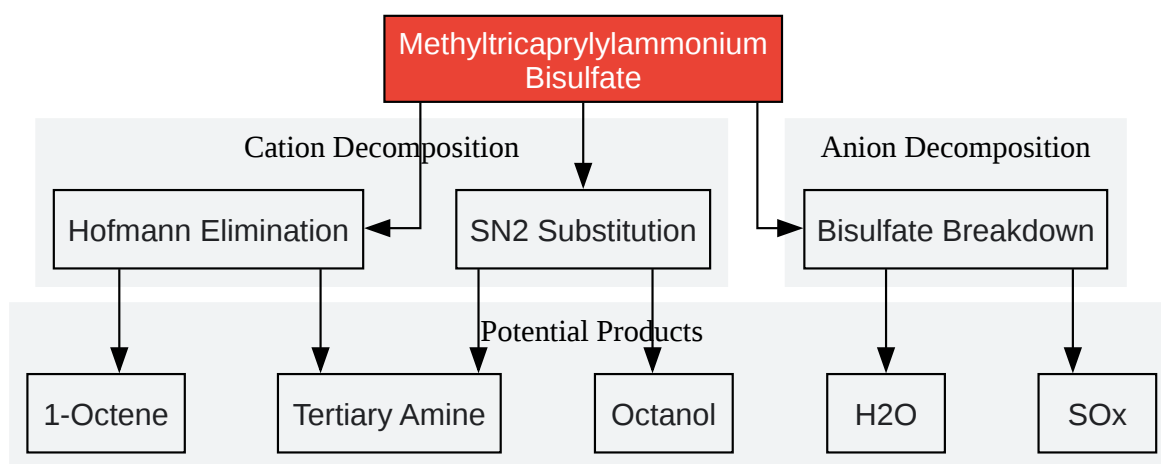 Methyltricaprylylammonium
Bisulfate
Cation Decomposition
Anion Decomposition
Hofmann Elimination
SN2 Substitution
Bisulfate Breakdown
Potential Products
1-Octene
Tertiary Amine
Octanol
H2O
SOx